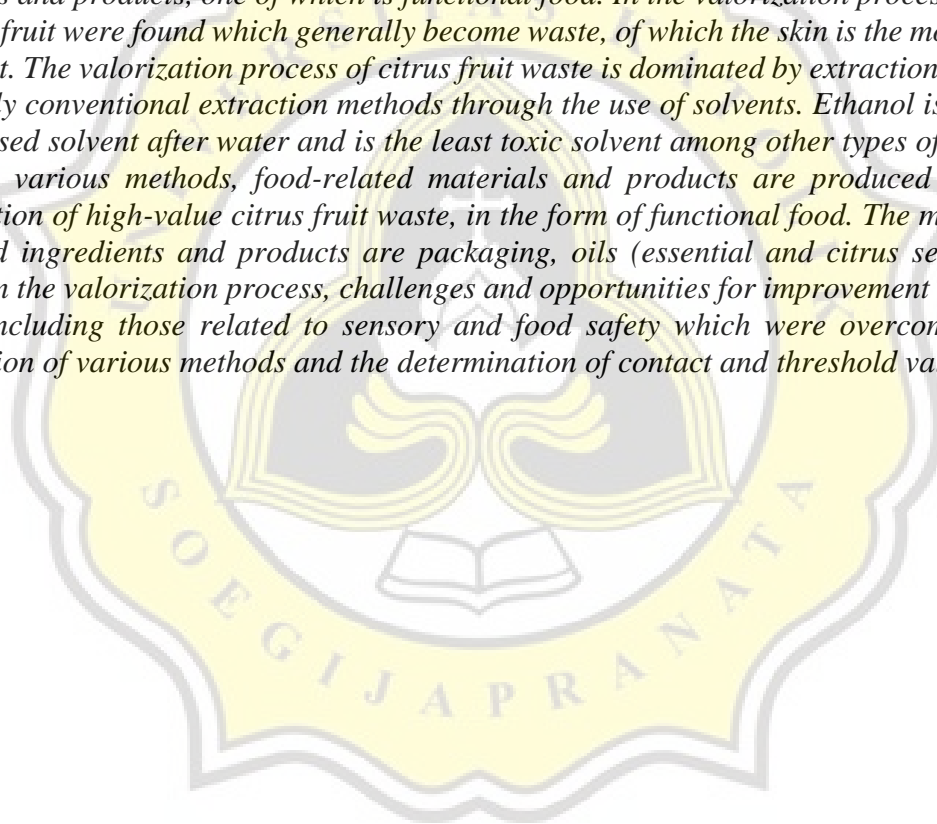 s and products, one of which is functional food. In the valorization proces
fruit were found which generally become waste, of which the skin is the mo
t. The valorization process of citrus fruit waste is dominated by extraction
ly conventional extraction methods through the use of solvents. Ethanol is
sed solvent after water and is the least toxic solvent among other types of
various methods, food-related materials and products are produced
tion of high-value citrus fruit waste, in the form of functional food. The m
d ingredients and products are packaging, oils (essential and citrus se
n the valorization process, challenges and opportunities for improvement
ncluding those related to sensory and food safety which were overcom
ion of various methods and the determination of contact and threshold va
SOEGIJAPRANATA